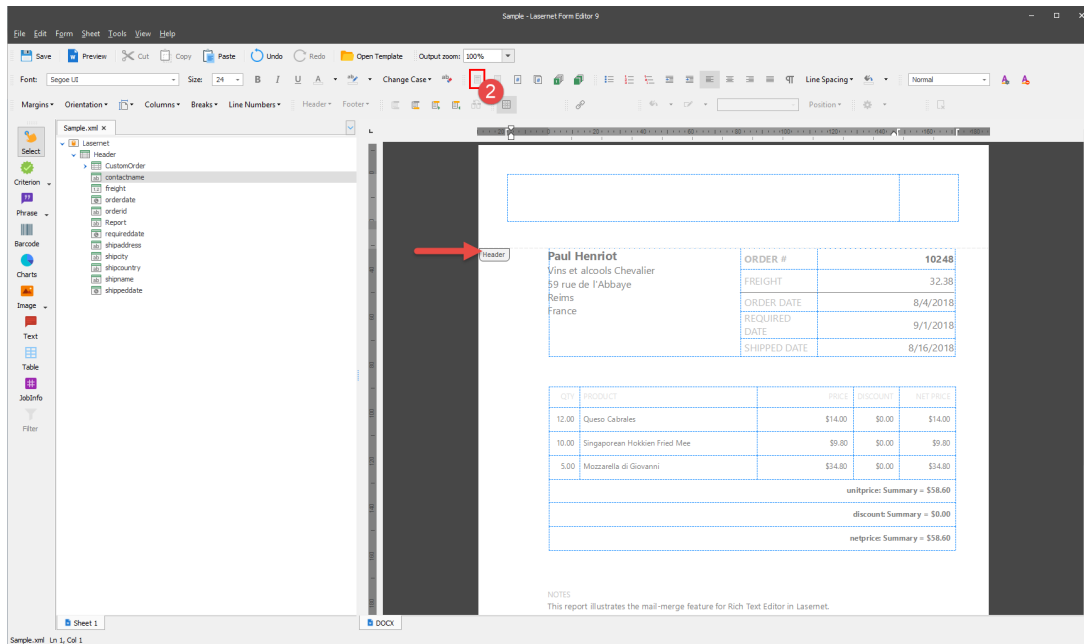 Sample - Lasernet Form Editor 9
File Edit Form Sheet Tools View Help
Save Preview Cut Copy Paste Undo Redo Open Template Output zoom: 100%
Font: Segoe UI Size: 24 B I U A Change Case Line Spacing Normal
2
Margins Orientation Columns Breaks Line Numbers Header Footer Position
Select
Criterion
Phrase
Barcode
Charts
Image
Text
Table
JobInfo
Filter
Sample.xml ×
Lasernet
Header
CustomOrder
contactname
freight
orderdate
orderid
Report
requireddate
shipaddress
shipcity
shipcountry
shipname
shippeddate
Header
Paul Henriot
Vins et alcools Chevalier
59 rue de l'Abbaye
Reims
France
ORDER # 10248
FREIGHT 32.38
ORDER DATE 8/4/2018
REQUIRED DATE 9/1/2018
SHIPPED DATE 8/16/2018
QTY PRODUCT PRICE DISCOUNT NET PRICE
12.00 Queso Cabrales $14.00 $0.00 $14.00
10.00 Singaporean Hokkien Fried Mee $9.80 $0.00 $9.80
5.00 Mozzarella di Giovanni $34.80 $0.00 $34.80
unitprice: Summary = $58.60
discount: Summary = $0.00
netprice: Summary = $58.60
NOTES
This report illustrates the mail-merge feature for Rich Text Editor in Lasernet.
Sheet 1
DOCX
Sample.xml Ln 1, Col 1